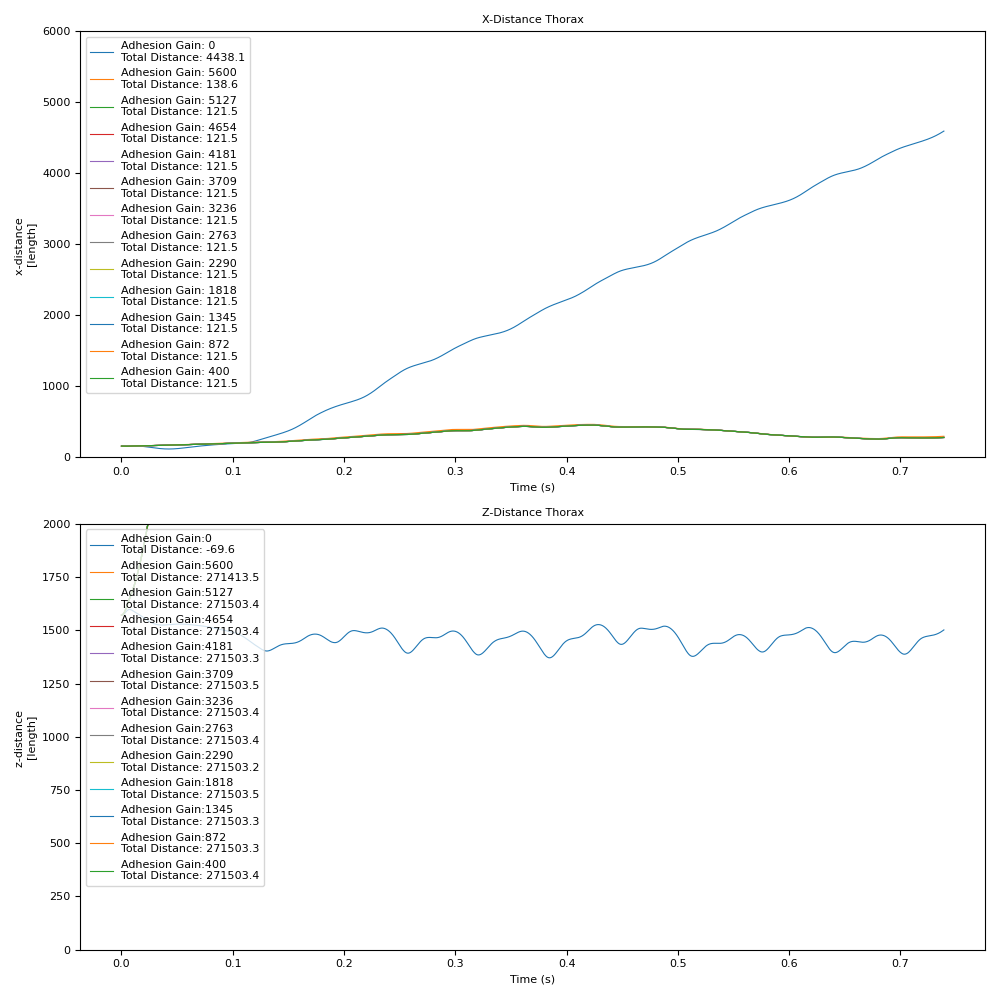 X-Distance Thorax
6000
5000
4000
3000
2000
1000
0
x-distance
[length]
Adhesion Gain: 0
Total Distance: 4438.1
Adhesion Gain: 5600
Total Distance: 138.6
Adhesion Gain: 5127
Total Distance: 121.5
Adhesion Gain: 4654
Total Distance: 121.5
Adhesion Gain: 4181
Total Distance: 121.5
Adhesion Gain: 3709
Total Distance: 121.5
Adhesion Gain: 3236
Total Distance: 121.5
Adhesion Gain: 2763
Total Distance: 121.5
Adhesion Gain: 2290
Total Distance: 121.5
Adhesion Gain: 1818
Total Distance: 121.5
Adhesion Gain: 1345
Total Distance: 121.5
Adhesion Gain: 872
Total Distance: 121.5
Adhesion Gain: 400
Total Distance: 121.5
0.0 0.1 0.2 0.3 0.4 0.5 0.6 0.7
Time (s)
Z-Distance Thorax
2000
1750
1500
1250
1000
750
500
250
0
z-distance
[length]
Adhesion Gain:0
Total Distance: -69.6
Adhesion Gain:5600
Total Distance: 271413.5
Adhesion Gain:5127
Total Distance: 271503.4
Adhesion Gain:4654
Total Distance: 271503.4
Adhesion Gain:4181
Total Distance: 271503.3
Adhesion Gain:3709
Total Distance: 271503.5
Adhesion Gain:3236
Total Distance: 271503.4
Adhesion Gain:2763
Total Distance: 271503.4
Adhesion Gain:2290
Total Distance: 271503.2
Adhesion Gain:1818
Total Distance: 271503.5
Adhesion Gain:1345
Total Distance: 271503.3
Adhesion Gain:872
Total Distance: 271503.3
Adhesion Gain:400
Total Distance: 271503.4
0.0 0.1 0.2 0.3 0.4 0.5 0.6 0.7
Time (s)